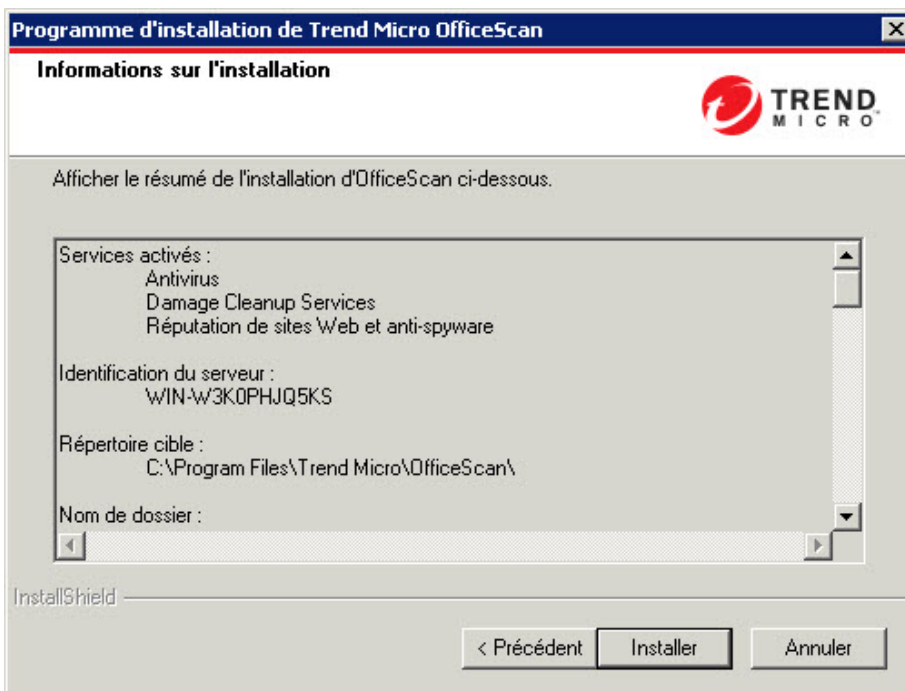 Programme d'installation de Trend Micro OfficeScan
Informations sur l'installation
TREND
MICRO
Afficher le résumé de l'installation d'OfficeScan ci-dessous.
Services activés :
Antivirus
Damage Cleanup Services
Réputation de sites Web et anti-spyware
Identification du serveur :
WIN-W3K0PHJQ5KS
Répertoire cible :
C:\Program Files\Trend Micro\OfficeScan\
Nom de dossier :
InstallShield
< Précédent
Installer
Annuler